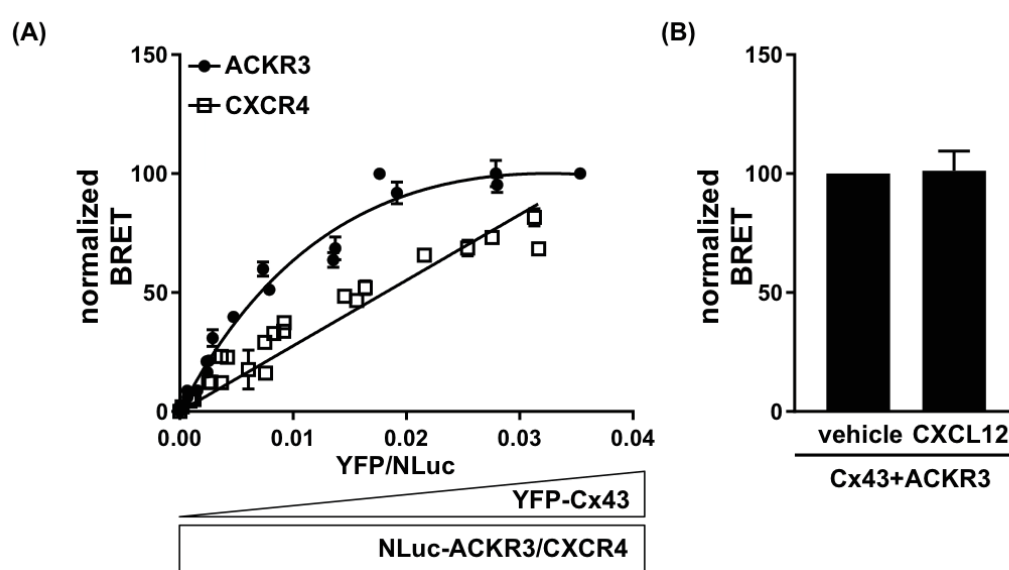 (A)
normalized
BRET
150
100
50
0
ACKR3
CXCR4
0.00 0.01 0.02 0.03 0.04
YFP/NLuc
YFP-Cx43
NLuc-ACKR3/CXCR4
(B)
normalized
BRET
150
100
50
0
vehicle CXCL12
Cx43+ACKR3